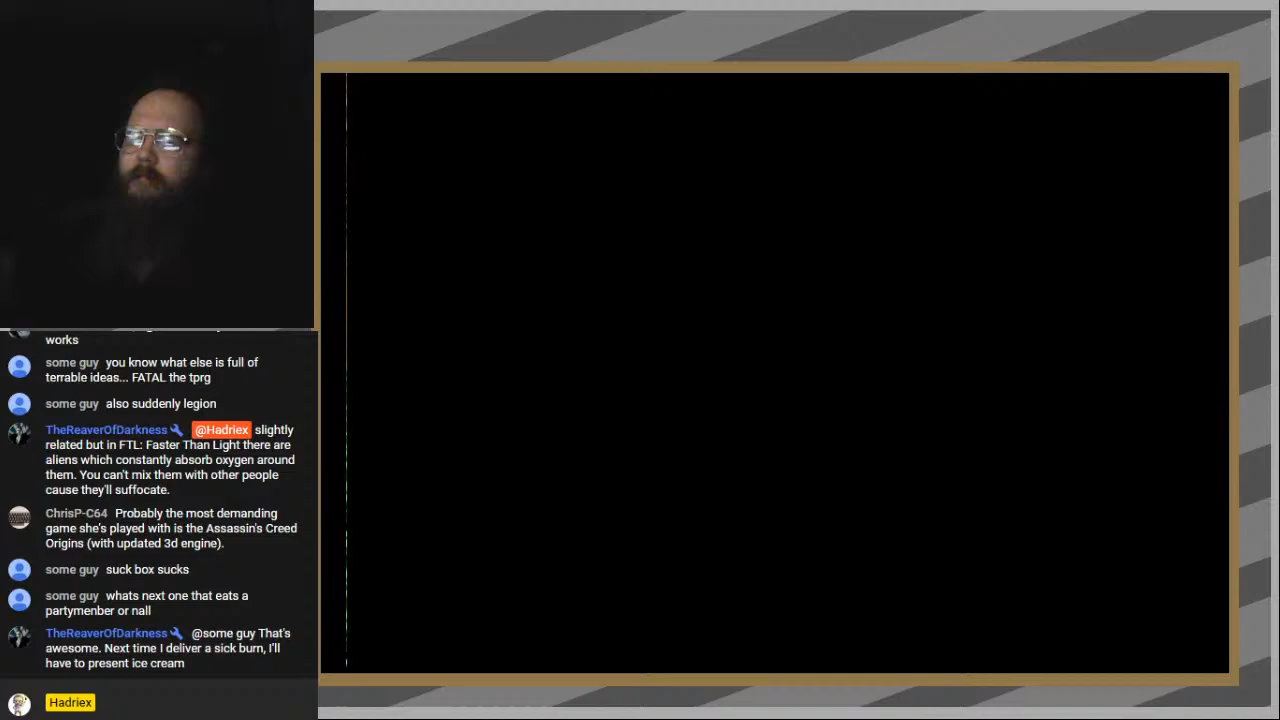 works
some guy you know what else is full of
terrable ideas... FATAL the tprg
some guy also suddenly legion
TheReaverOfDarkness @Hadriex slightly
related but in FTL: Faster Than Light there are
aliens which constantly absorb oxygen around
them. You can't mix them with other people
cause they'll suffocate.
ChrisP-C64 Probably the most demanding
game she's played with is the Assassin's Creed
Origins (with updated 3d engine).
some guy suck box sucks
some guy whats next one that eats a
partymenber or nall
TheReaverOfDarkness @some guy That's
awesome. Next time I deliver a sick burn, I'll
have to present ice cream
Hadriex